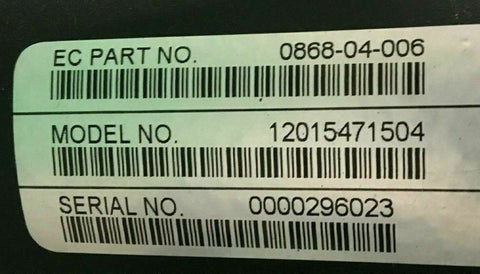 EC PART NO. 0868-04-006
MODEL NO. 12015471504
SERIAL NO. 0000296023